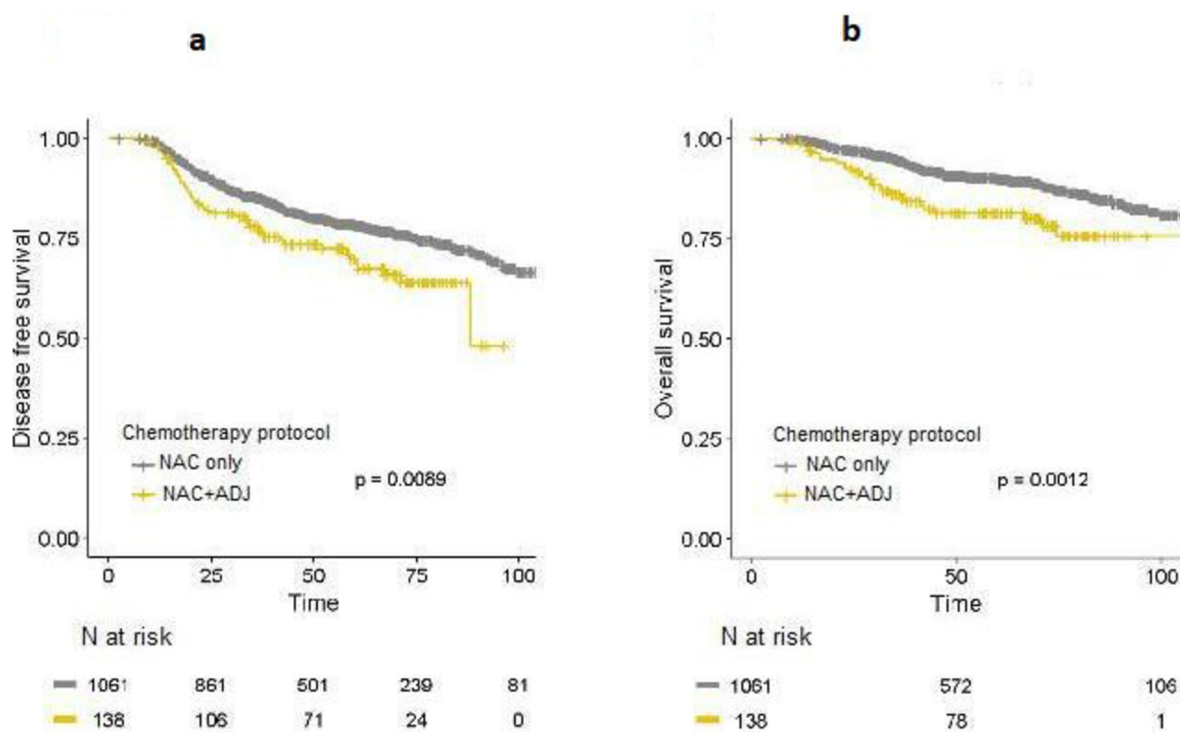 a
Disease free survival
1.00
0.75
0.50
0.25
0.00
Chemotherapy protocol
NAC only
NAC+ADJ
p = 0.0089
0 25 50 75 100
Time
N at risk
1061 861 501 239 81
138 106 71 24 0
b
Overall survival
1.00
0.75
0.50
0.25
0.00
Chemotherapy protocol
NAC only
NAC+ADJ
p = 0.0012
0 50 100
Time
N at risk
1061 572 106
138 78 1